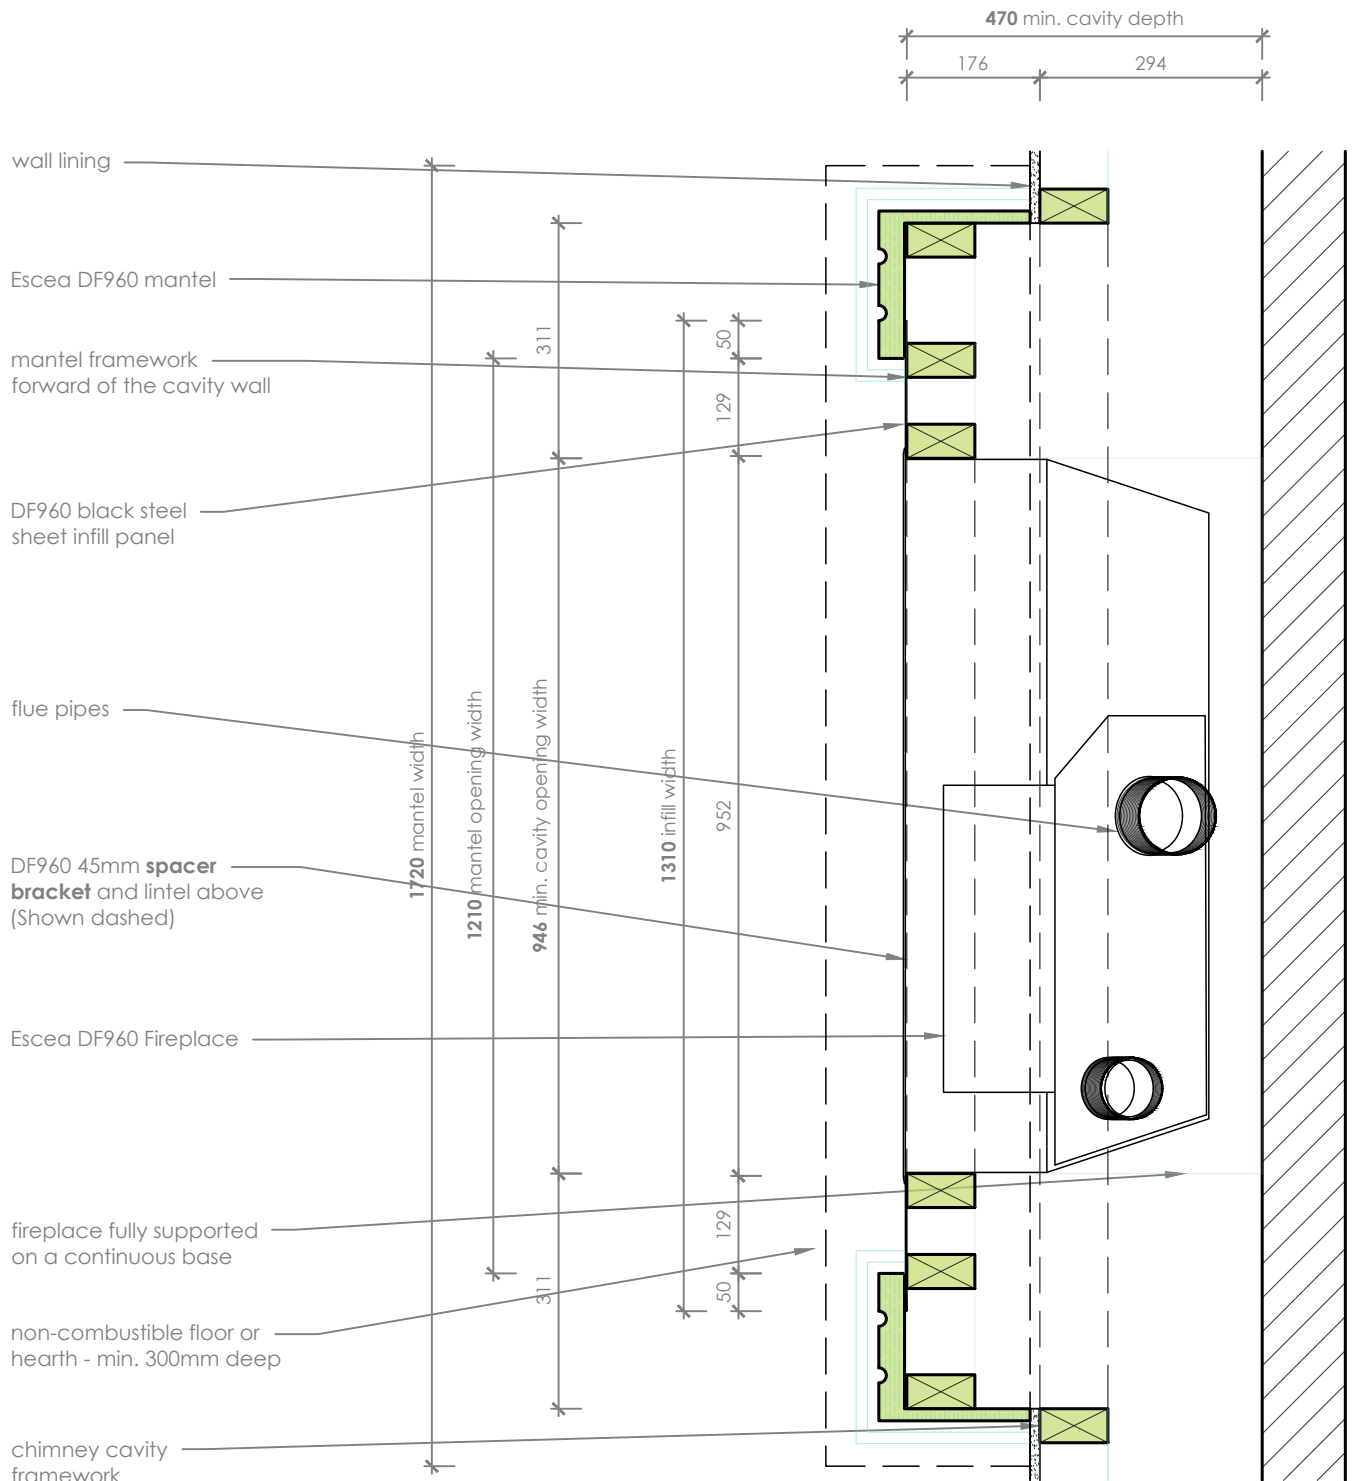 470 min. cavity depth
176
294
wall lining
Escea DF960 mantel
mantel framework
forward of the cavity wall
DF960 black steel
sheet infill panel
flue pipes
DF960 45mm spacer
bracket and lintel above
(Shown dashed)
Escea DF960 Fireplace
fireplace fully supported
on a continuous base
non-combustible floor or
hearth - min. 300mm deep
chimney cavity
framework
1720 mantel width
1210 mantel opening width
311
946 min. cavity opening width
311
1310 infill width
50
129
952
129
50